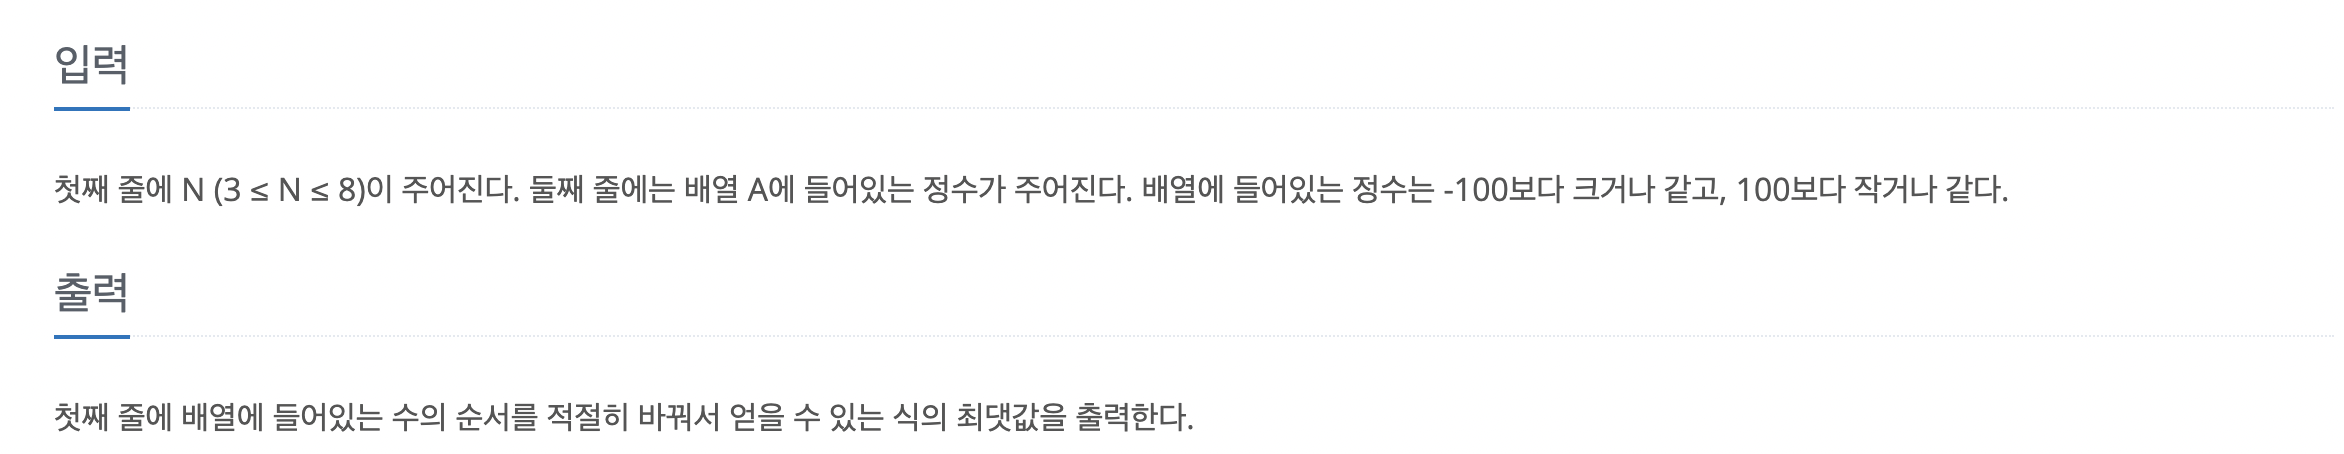 입력
첫째 줄에 N (3 ≤ N ≤ 8)이 주어진다. 둘째 줄에는 배열 A에 들어있는 정수가 주어진다. 배열에 들어있는 정수는 -100보다 크거나 같고, 100보다 작거나 같다.
출력
첫째 줄에 배열에 들어있는 수의 순서를 적절히 바꿔서 얻을 수 있는 식의 최댓값을 출력한다.